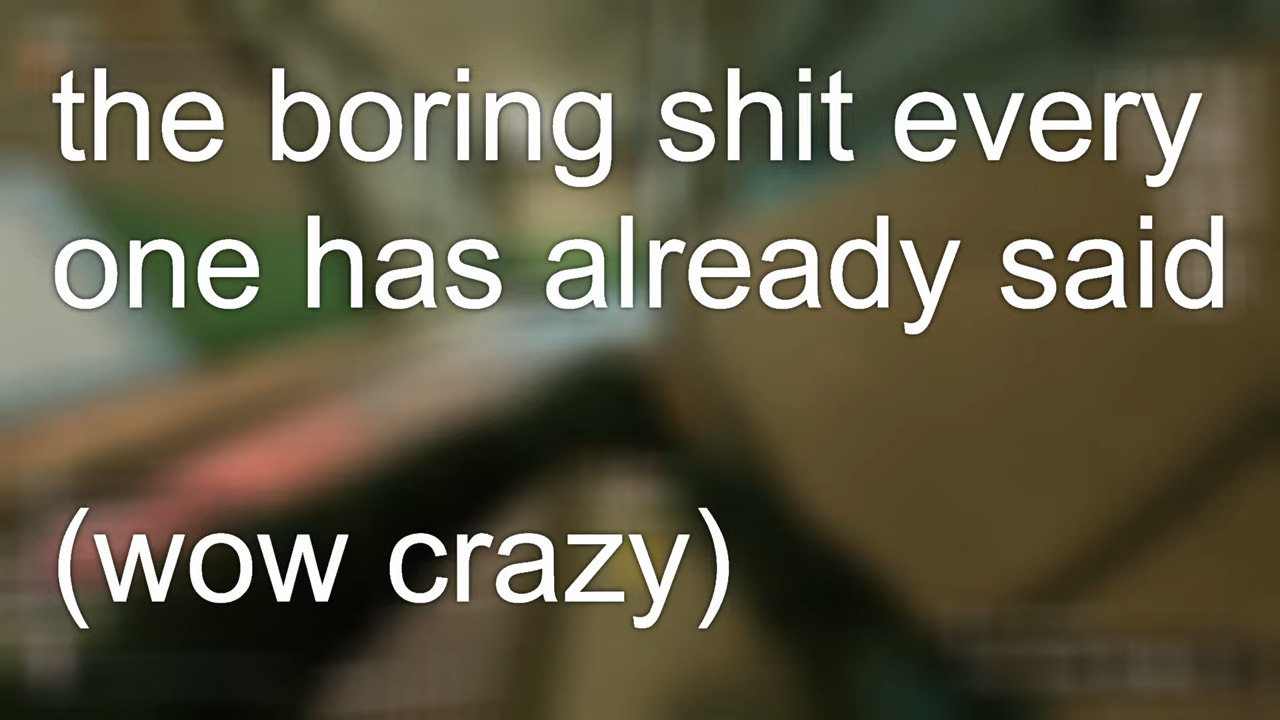 the boring shit every
one has already said
(wow crazy)